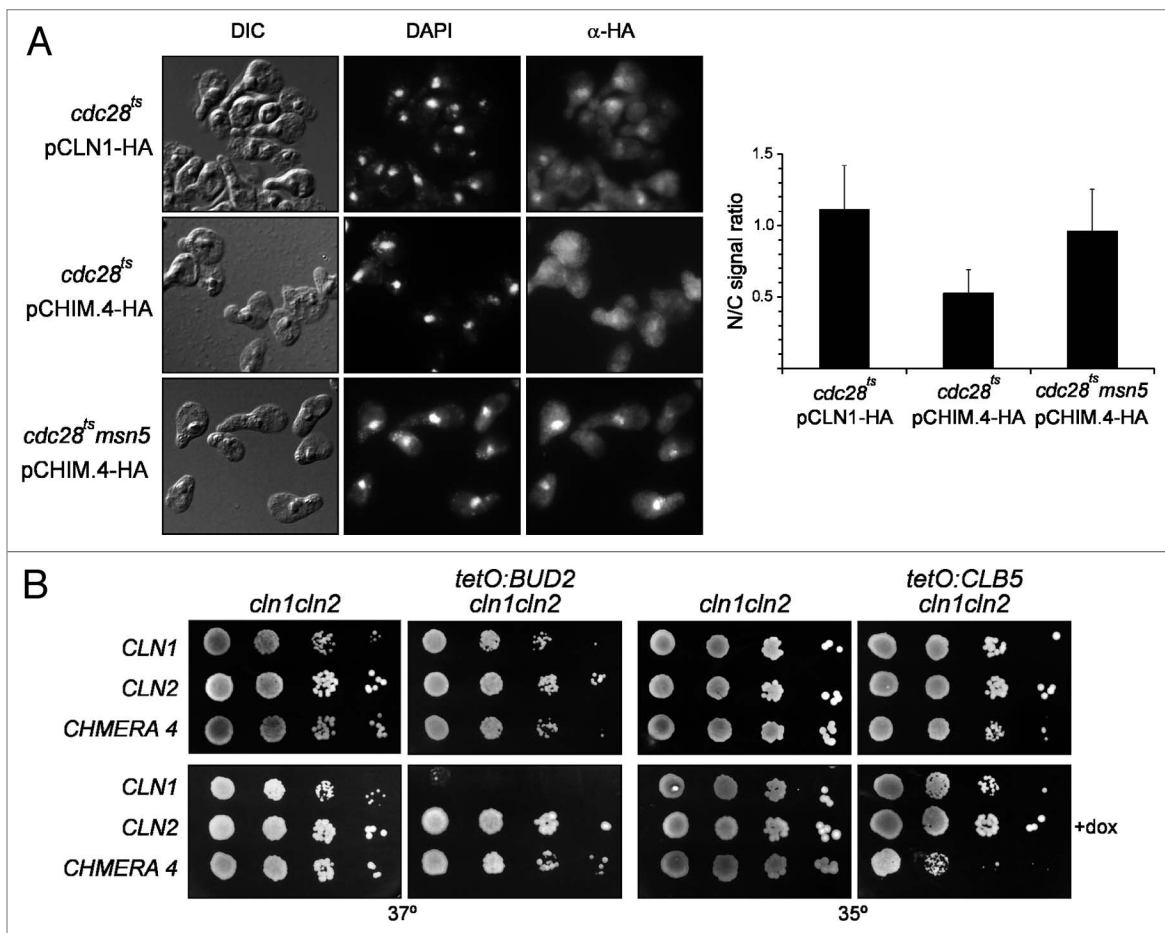 A
DIC DAPI α-HA
cdc28ts
pCLN1-HA
cdc28ts
pCHIM.4-HA
cdc28ts msn5
pCHIM.4-HA
N/C signal ratio
1.5
1.0
0.5
cdc28ts cdc28ts cdc28ts msn5
pCLN1-HA pCHIM.4-HA pCHIM.4-HA
B
tetO:BUD2 tetO:CLB5
cln1cln2 cln1cln2 cln1cln2 cln1cln2
CLN1
CLN2
CHMERA 4
CLN1
CLN2 +dox
CHMERA 4
37º 35º